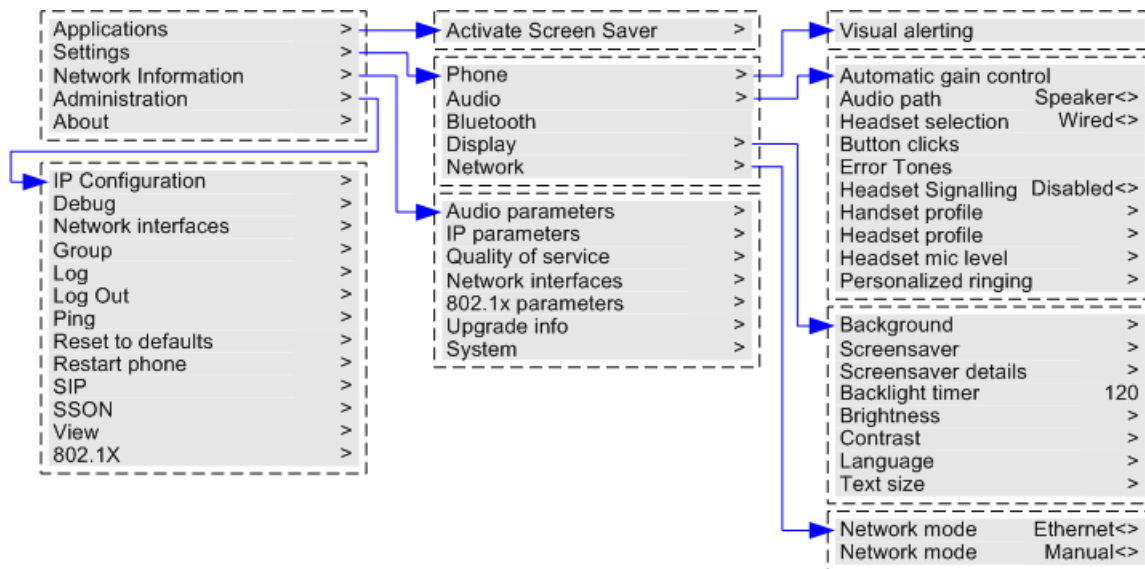 Applications >
Settings >
Network Information >
Administration >
About >
IP Configuration >
Debug >
Network interfaces >
Group >
Log >
Log Out >
Ping >
Reset to defaults >
Restart phone >
SIP >
SSON >
View >
802.1X >
Activate Screen Saver >
Phone >
Audio >
Bluetooth
Display >
Network >
Audio parameters >
IP parameters >
Quality of service >
Network interfaces >
802.1x parameters >
Upgrade info >
System >
Visual alerting
Automatic gain control
Audio path Speaker<>
Headset selection Wired<>
Button clicks
Error Tones
Headset Signalling Disabled<>
Handset profile >
Headset profile >
Headset mic level >
Personalized ringing >
Background >
Screensaver >
Screensaver details >
Backlight timer 120
Brightness >
Contrast >
Language >
Text size >
Network mode Ethernet<>
Network mode Manual<>